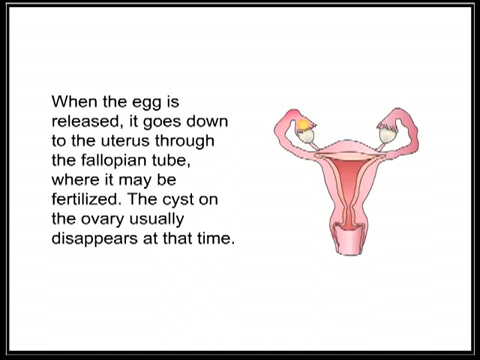 When the egg is
released, it goes down
to the uterus through
the fallopian tube,
where it may be
fertilized. The cyst on
the ovary usually
disappears at that time.